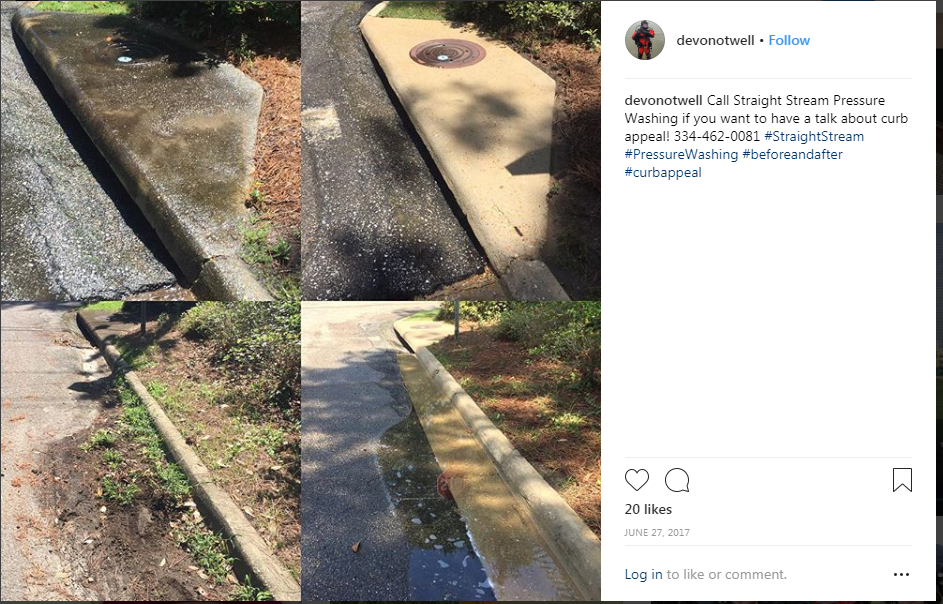 devonotwell • Follow
devonotwell Call Straight Stream Pressure
Washing if you want to have a talk about curb
appeal! 334-462-0081 #StraightStream
#PressureWashing #beforeandafter
#curbappeal
20 likes
JUNE 27, 2017
Log in to like or comment.